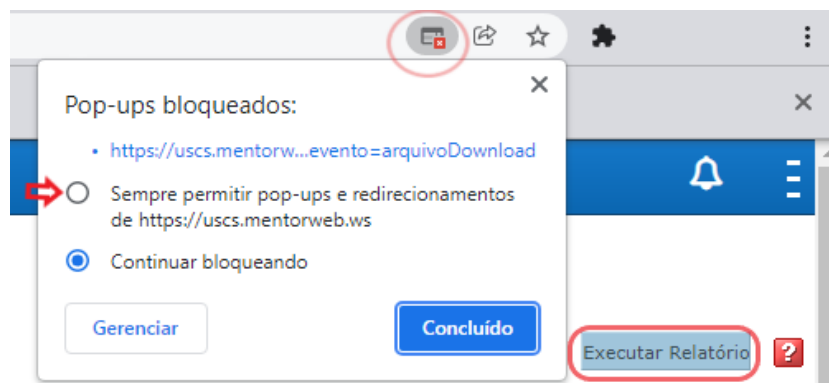 Pop-ups bloqueados:
https://uscs.mentorw...evento=arquivoDownload
Sempre permitir pop-ups e redirecionamentos
de https://uscs.mentorweb.ws
Continuar bloqueando
Gerenciar
Concluído
Executar Relatório
?